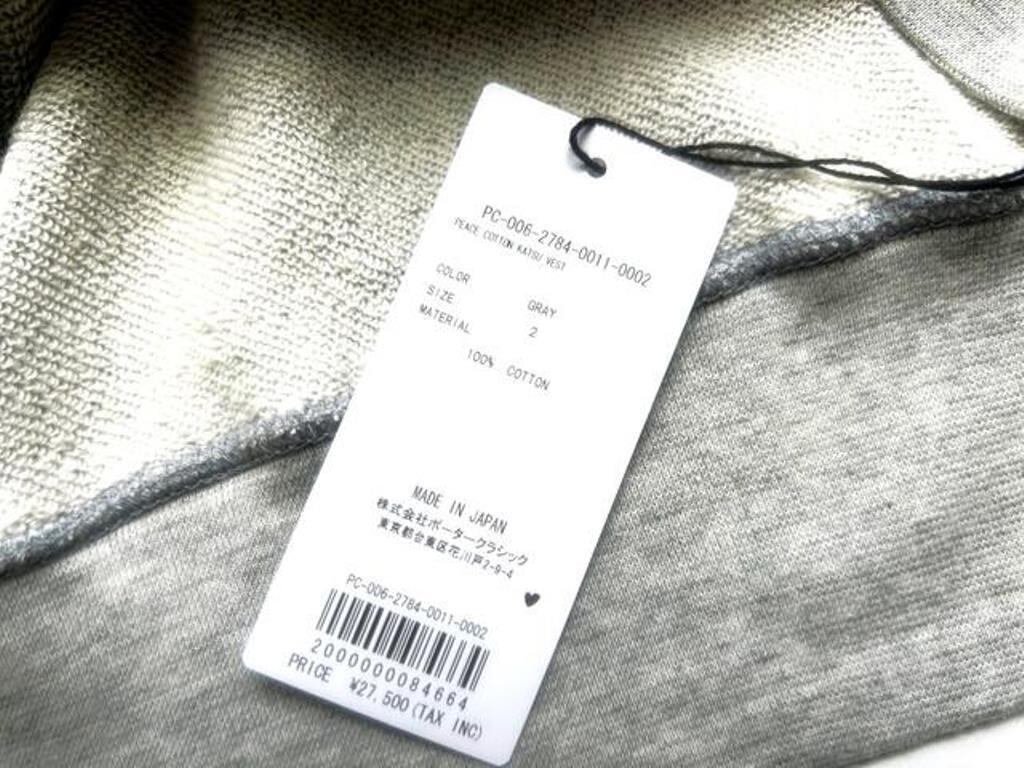 PC-006-2784-0011-0002
PEACE COTTON KATSU VEST
COLOR GRAY
SIZE 2
MATERIAL
100% COTTON
MADE IN JAPAN
株式会社ポータークラシック
東京都台東区花川戸2-9-4
♥
PC-006-2784-0011-0002
2000000084664
PRICE ¥27,500(TAX INC)